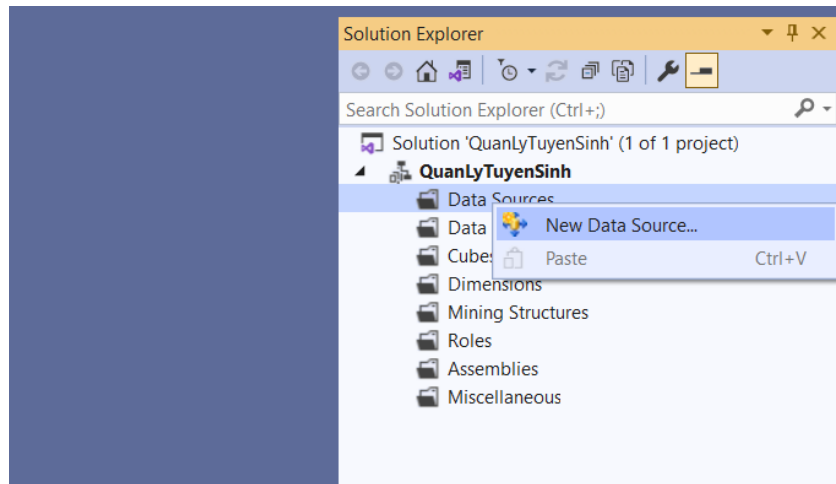 Solution Explorer
Search Solution Explorer (Ctrl+;)
Solution 'QuanLyTuyenSinh' (1 of 1 project)
QuanLyTuyenSinh
Data Sources
New Data Source...
Data
Paste Ctrl+V
Cubes
Dimensions
Mining Structures
Roles
Assemblies
Miscellaneous